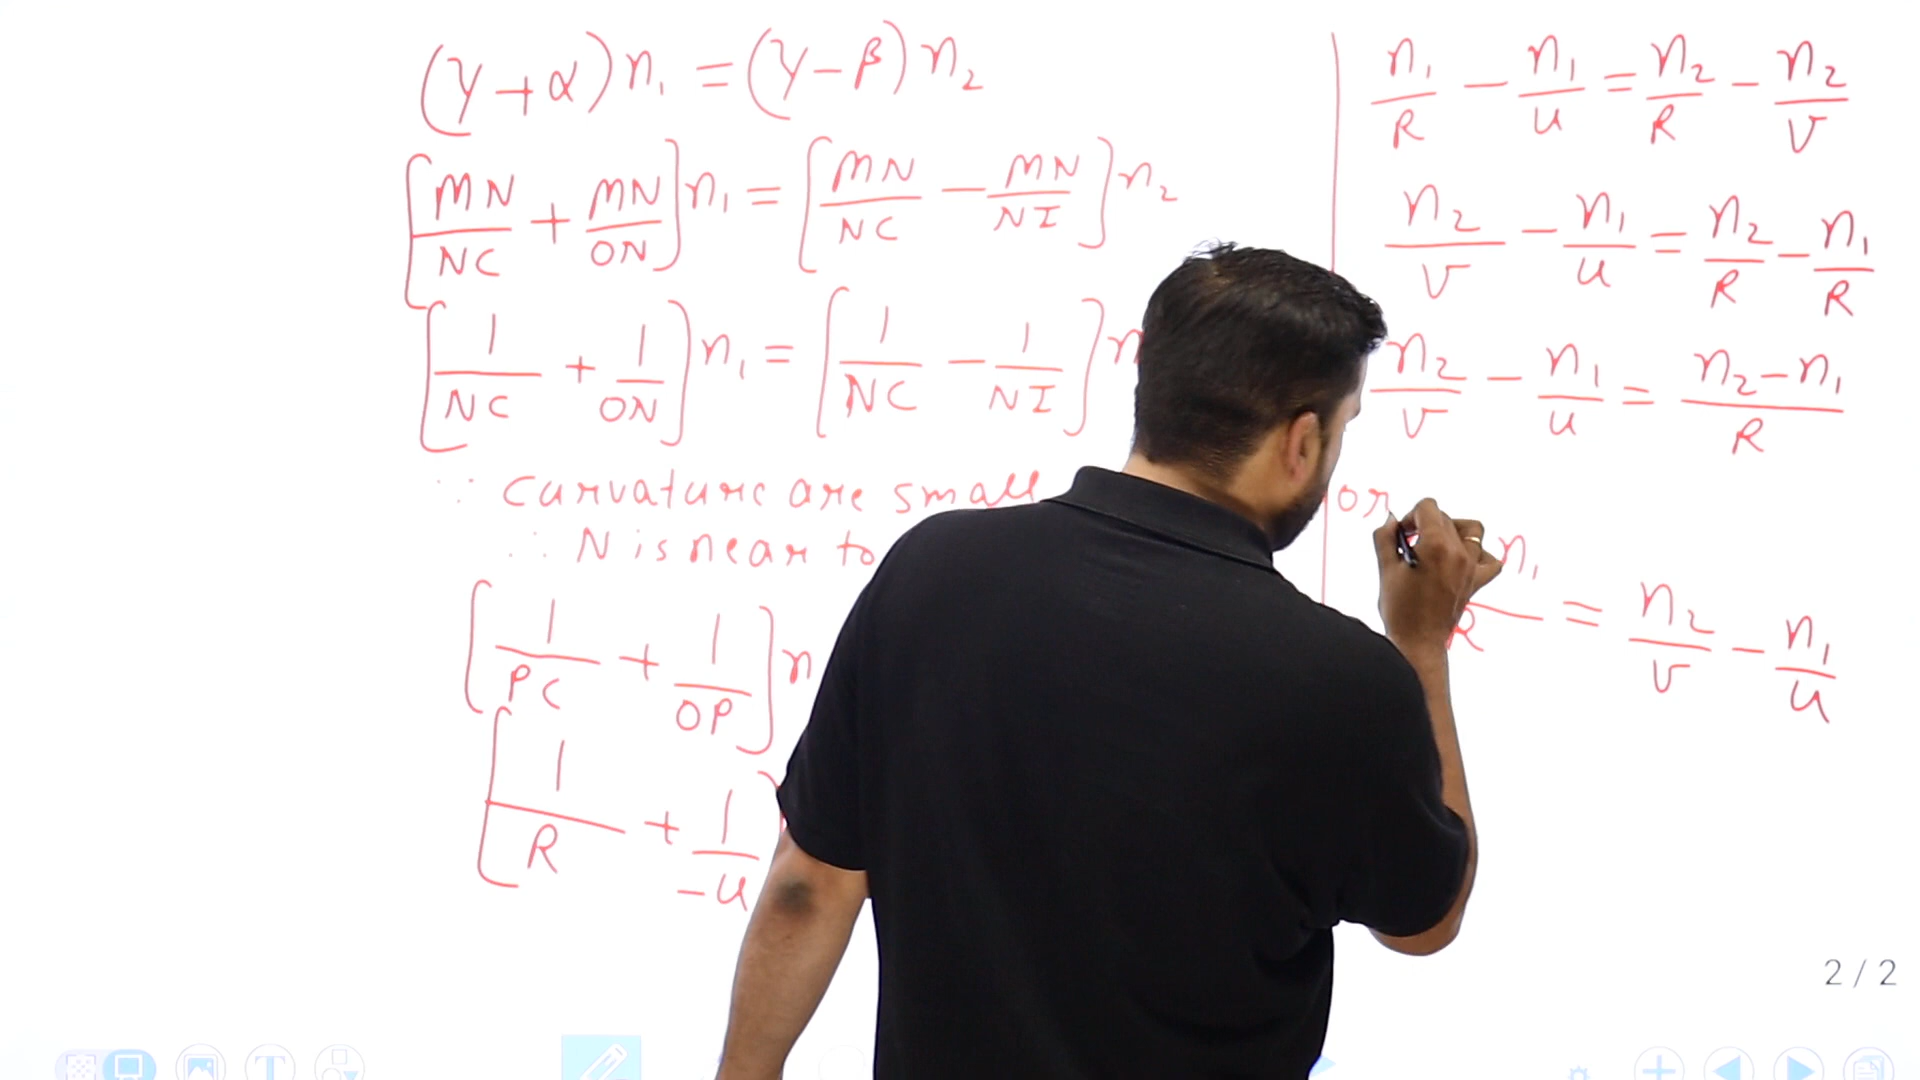 (γ + α) n₁ = (γ − β) n₂
[MN/NC + MN/ON] n₁ = [MN/NC − MN/NI] n₂
[1/NC + 1/ON] n₁ = [1/NC − 1/NI] n
∵ curvature are small
∴ N is near to
[1/PC + 1/OP] n
[1/R + 1/−u
n₁/R − n₁/u = n₂/R − n₂/v
n₂/v − n₁/u = n₂/R − n₁/R
n₂/v − n₁/u = n₂−n₁/R
or
n₁/R = n₂/v − n₁/u
2 / 2
T